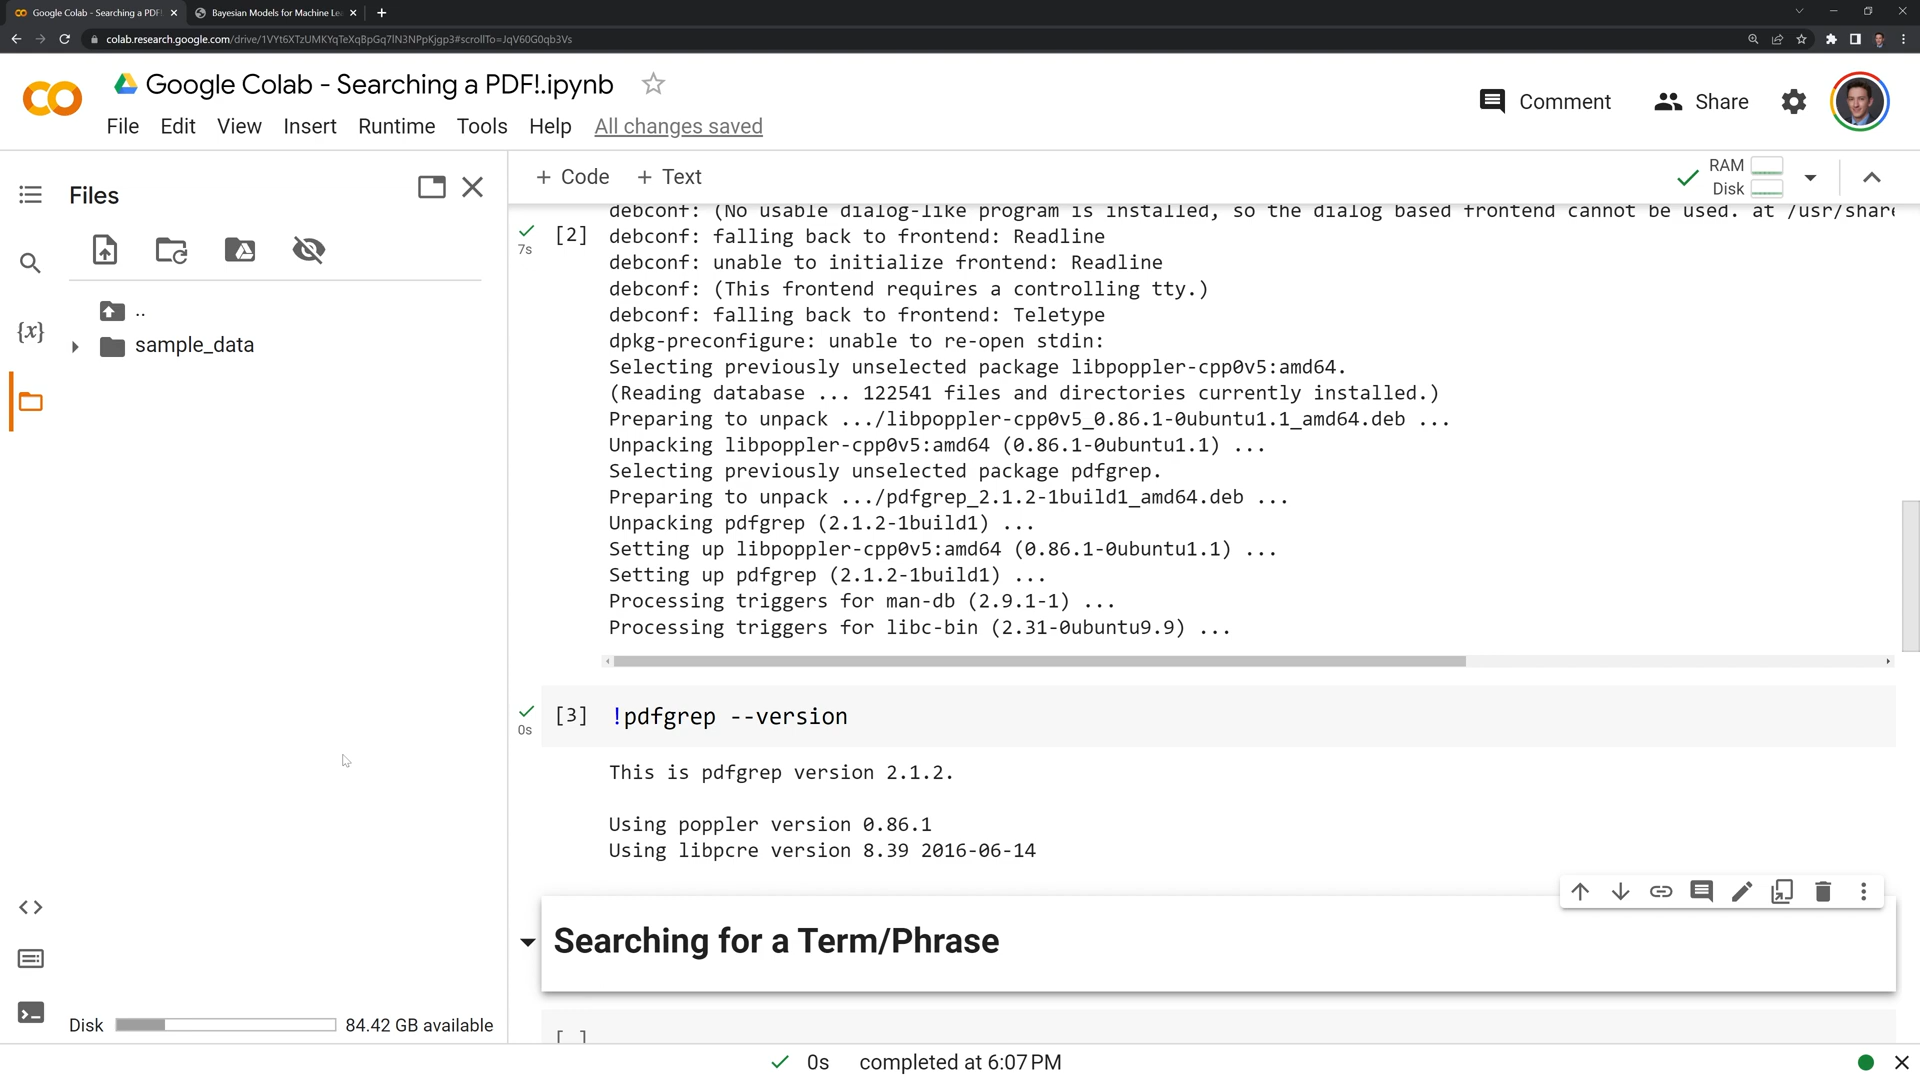 Google Colab - Searching a PDF!
Bayesian Models for Machine Le
colab.research.google.com/drive/1VYt6XTzUMKYqTeXqBpGq7lN3NPpKjgp3#scrollTo=JqV60G0qb3Vs
Google Colab - Searching a PDF!.ipynb
Comment
Share
File Edit View Insert Runtime Tools Help All changes saved
Files
+ Code + Text
RAM
Disk
..
sample_data
{x}
debconf: (No usable dialog-like program is installed, so the dialog based frontend cannot be used. at /usr/share
[2] debconf: falling back to frontend: Readline
7s
debconf: unable to initialize frontend: Readline
debconf: (This frontend requires a controlling tty.)
debconf: falling back to frontend: Teletype
dpkg-preconfigure: unable to re-open stdin:
Selecting previously unselected package libpoppler-cpp0v5:amd64.
(Reading database ... 122541 files and directories currently installed.)
Preparing to unpack .../libpoppler-cpp0v5_0.86.1-0ubuntu1.1_amd64.deb ...
Unpacking libpoppler-cpp0v5:amd64 (0.86.1-0ubuntu1.1) ...
Selecting previously unselected package pdfgrep.
Preparing to unpack .../pdfgrep_2.1.2-1build1_amd64.deb ...
Unpacking pdfgrep (2.1.2-1build1) ...
Setting up libpoppler-cpp0v5:amd64 (0.86.1-0ubuntu1.1) ...
Setting up pdfgrep (2.1.2-1build1) ...
Processing triggers for man-db (2.9.1-1) ...
Processing triggers for libc-bin (2.31-0ubuntu9.9) ...
[3] !pdfgrep --version
0s
This is pdfgrep version 2.1.2.
Using poppler version 0.86.1
Using libpcre version 8.39 2016-06-14
Searching for a Term/Phrase
[ ]
Disk 84.42 GB available
0s completed at 6:07 PM